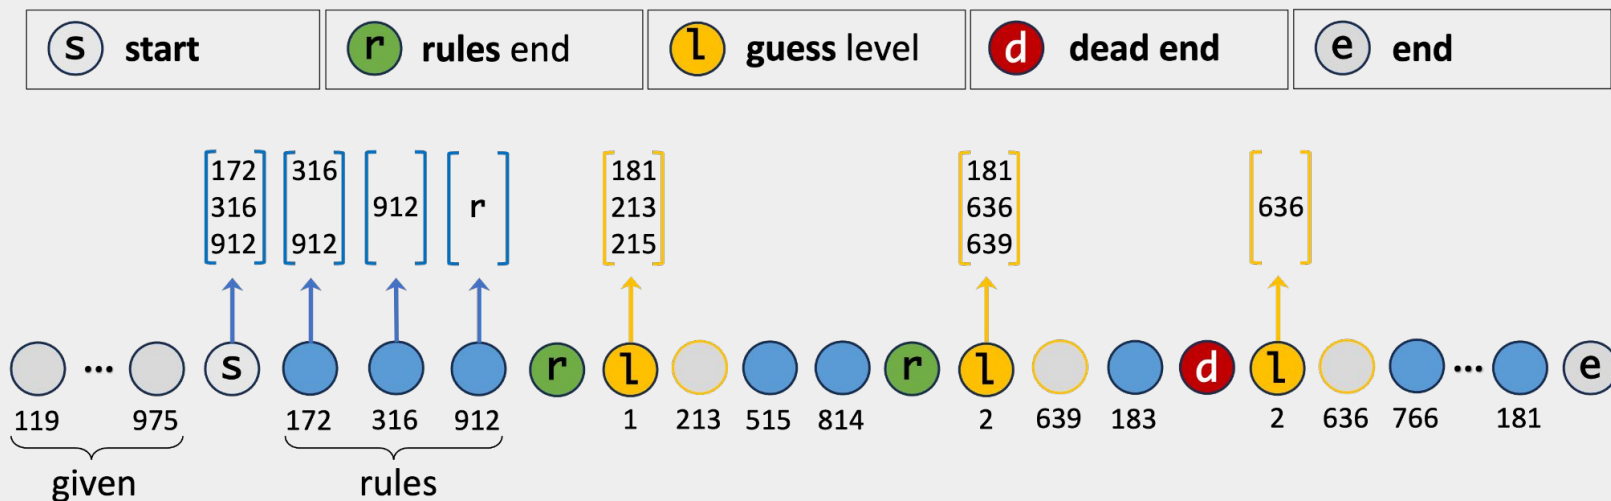 s start r rules end l guess level d dead end e end
172 316 181 181
316 912 r 213 636 636
912 912 215 639
... s r l r l d l ... e
119 975 172 316 912 1 213 515 814 2 639 183 2 636 766 181
given rules